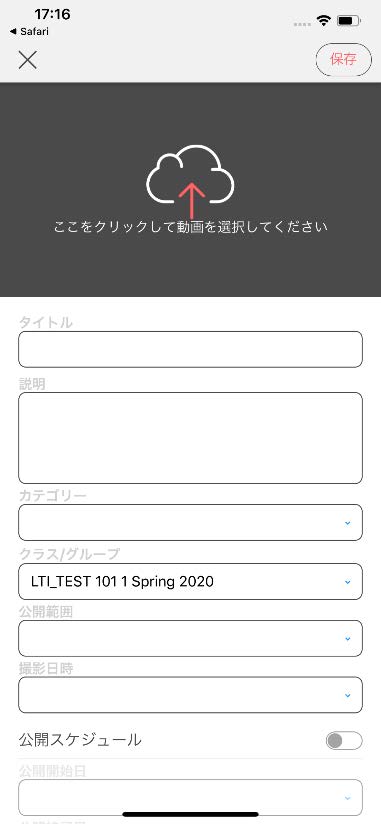 17:16
◀ Safari
保存
ここをクリックして動画を選択してください
タイトル
説明
カテゴリー
クラス/グループ
LTI_TEST 101 1 Spring 2020
公開範囲
撮影日時
公開スケジュール
公開開始日